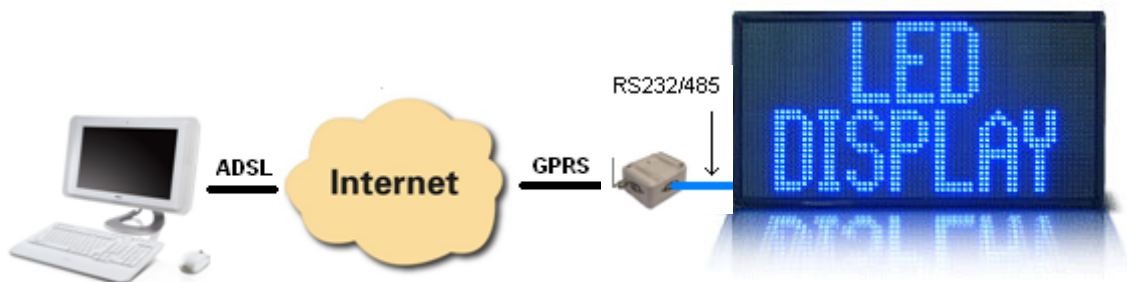 ADSL
Internet
GPRS
RS232/485
LED
DISPLAY